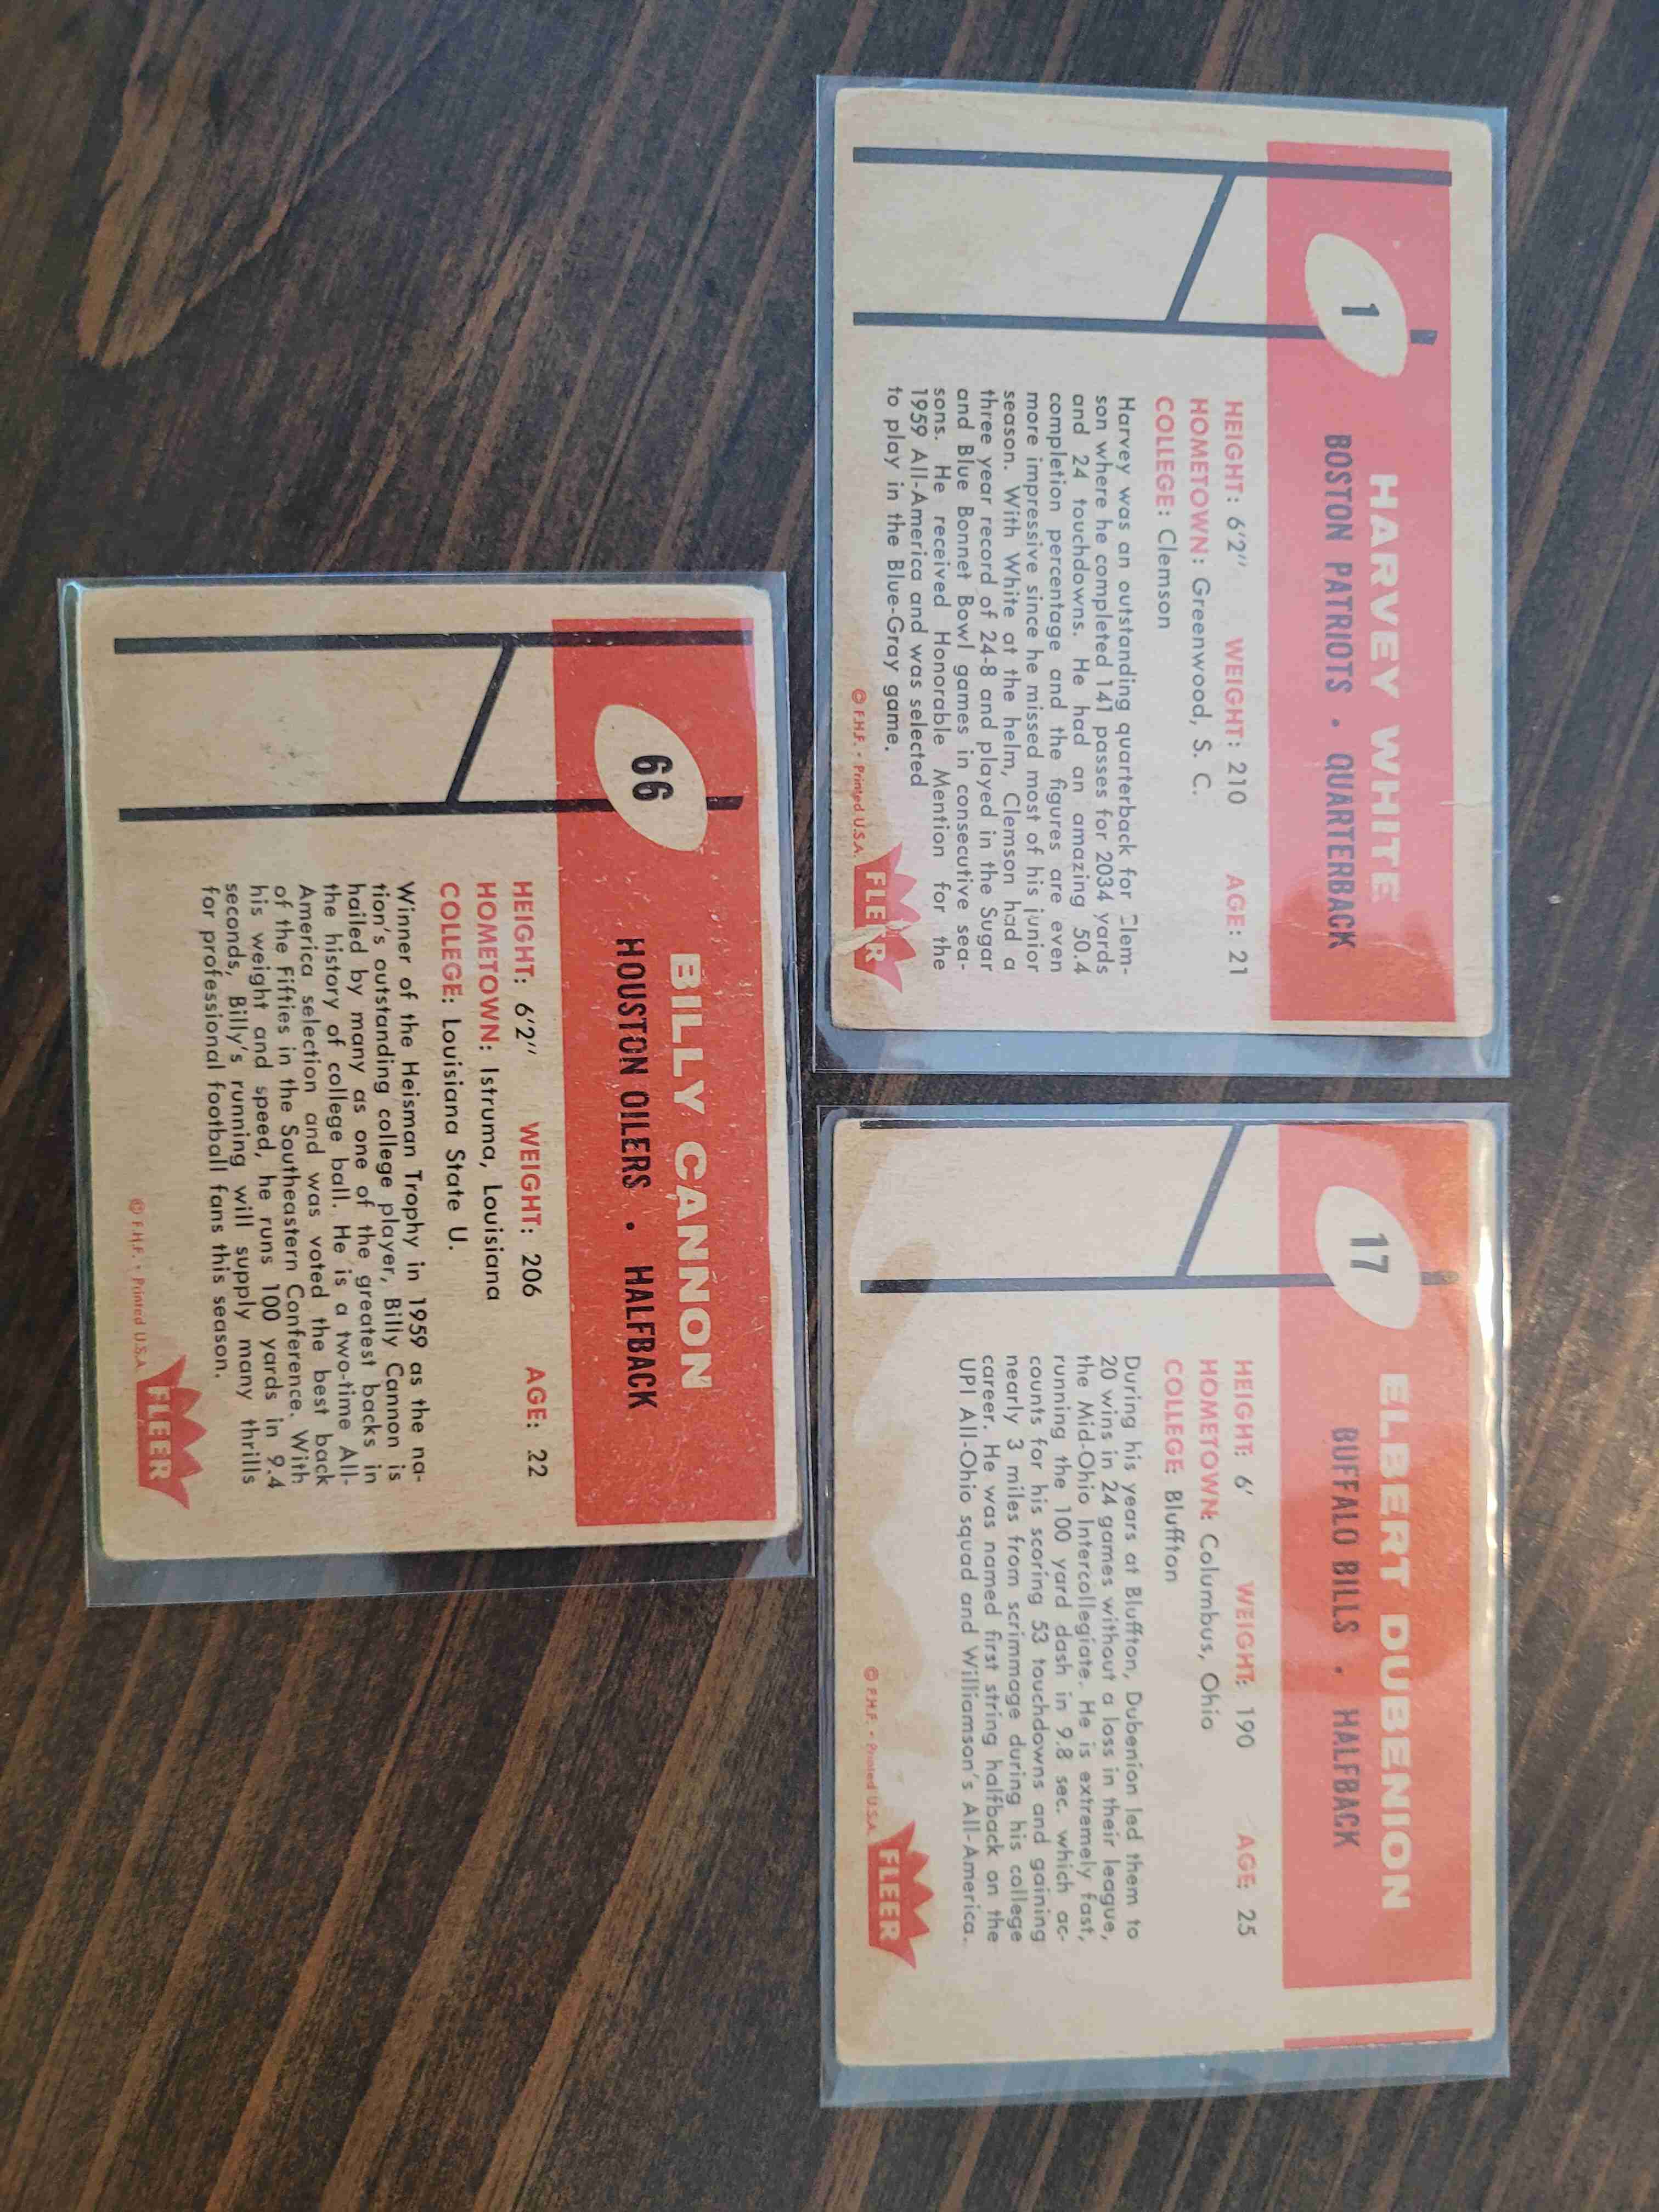 1
HARVEY WHITE
BOSTON PATRIOTS • QUARTERBACK
HEIGHT: 6'2" WEIGHT: 210 AGE: 21
HOMETOWN: Greenwood, S. C.
COLLEGE: Clemson
Harvey was an outstanding quarterback for Clem-
son where he completed 141 passes for 2034 yards
and 24 touchdowns. He had an amazing 50.4
completion percentage and the figures are even
more impressive since he missed most of his junior
season. With White at the helm, Clemson had a
three year record of 24-8 and played in the Sugar
and Blue Bonnet Bowl games in consecutive sea-
sons. He received Honorable Mention for the
1959 All-America and was selected
to play in the Blue-Gray game.
© F.H.F. • Printed U.S.A.
FLEER
17
ELBERT DUBENION
BUFFALO BILLS • HALFBACK
HEIGHT: 6' WEIGHT: 190 AGE: 25
HOMETOWN: Columbus, Ohio
COLLEGE: Bluffton
During his years at Bluffton, Dubenion led them to
20 wins in 24 games without a loss in their league,
the Mid-Ohio Intercollegiate. He is extremely fast,
running the 100 yard dash in 9.8 sec. which ac-
counts for his scoring 53 touchdowns and gaining
nearly 3 miles from scrimmage during his college
career. He was named first string halfback on the
UPI All-Ohio squad and Williamson's All-America.
© F.H.F. • Printed U.S.A.
FLEER
66
BILLY CANNON
HOUSTON OILERS • HALFBACK
HEIGHT: 6'2" WEIGHT: 206 AGE: 22
HOMETOWN: Istruma, Louisiana
COLLEGE: Louisiana State U.
Winner of the Heisman Trophy in 1959 as the na-
tion's outstanding college player, Billy Cannon is
hailed by many as one of the greatest backs in
the history of college ball. He is a two-time All-
America selection and was voted the best back
of the Fifties in the Southeastern Conference. With
his weight and speed, he runs 100 yards in 9.4
seconds, Billy's running will supply many thrills
for professional football fans this season.
© F.H.F. • Printed U.S.A.
FLEER